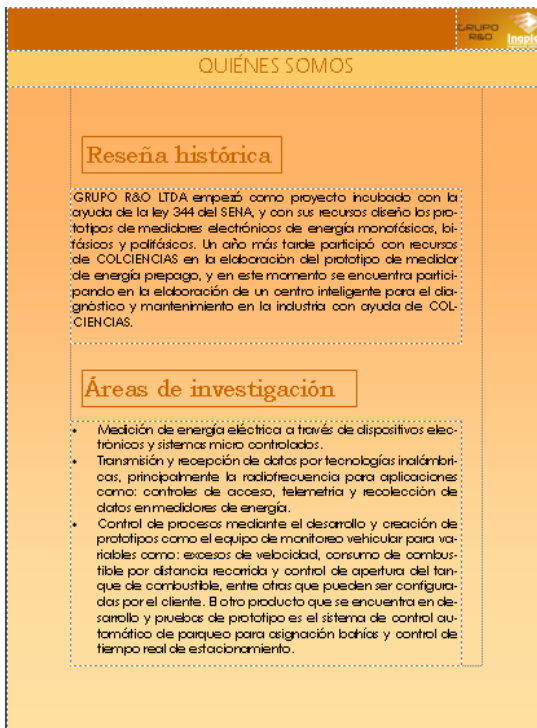 GRUPO
R&O
QUIÉNES SOMOS
Reseña histórica
GRUPO R&O LTDA empezó como proyecto incubado con la
ayuda de la ley 344 del SENA, y con sus recursos diseño los pro-
totipos de medidores electrónicos de energía monofásicos, bi-
fásicos y polifásicos. Un año más tarde participó con recursos
de COLCIENCIAS en la elaboración del prototipo de medidor
de energía prepago, y en este momento se encuentra partici-
pando en la elaboración de un centro inteligente para el dia-
gnóstico y mantenimiento en la industria con ayuda de COL-
CIENCIAS.
Áreas de investigación
• Medición de energía eléctrica a través de dispositivos elec-
trónicos y sistemas micro controlados.
• Transmisión y recepción de datos por tecnologías inalámbri-
cas, principalmente la radiofrecuencia para aplicaciones
como: controles de acceso, telemetria y recolección de
datos en medidores de energía.
• Control de procesos mediante el desarrollo y creación de
prototipos como el equipo de monitoreo vehicular para va-
riables como: excesos de velocidad, consumo de combus-
tible por distancia recorrida y control de apertura del tan-
que de combustible, entre otras que pueden ser configura-
das por el cliente. El otro producto que se encuentra en de-
sarrollo y pruebas de prototipo es el sistema de control au-
tomático de parqueo para asignación bahías y control de
tiempo real de estacionamiento.